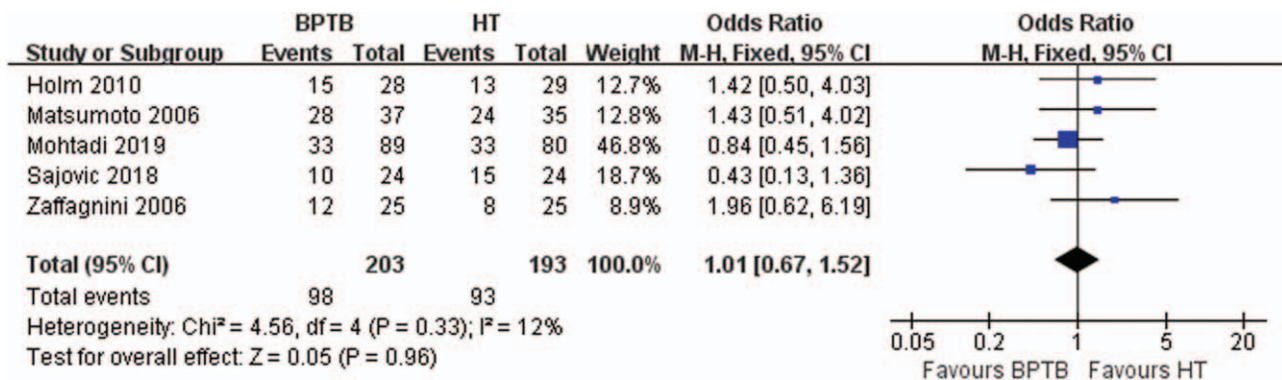 BPTB HT Odds Ratio Odds Ratio
Study or Subgroup Events Total Events Total Weight M-H, Fixed, 95% CI M-H, Fixed, 95% CI
Holm 2010 15 28 13 29 12.7% 1.42 [0.50, 4.03]
Matsumoto 2006 28 37 24 35 12.8% 1.43 [0.51, 4.02]
Mohtadi 2019 33 89 33 80 46.8% 0.84 [0.45, 1.56]
Sajovic 2018 10 24 15 24 18.7% 0.43 [0.13, 1.36]
Zaffagnini 2006 12 25 8 25 8.9% 1.96 [0.62, 6.19]
Total (95% CI) 203 193 100.0% 1.01 [0.67, 1.52]
Total events 98 93
Heterogeneity: Chi² = 4.56, df = 4 (P = 0.33); I² = 12%
Test for overall effect: Z = 0.05 (P = 0.96)
0.05 0.2 1 5 20
Favours BPTB Favours HT